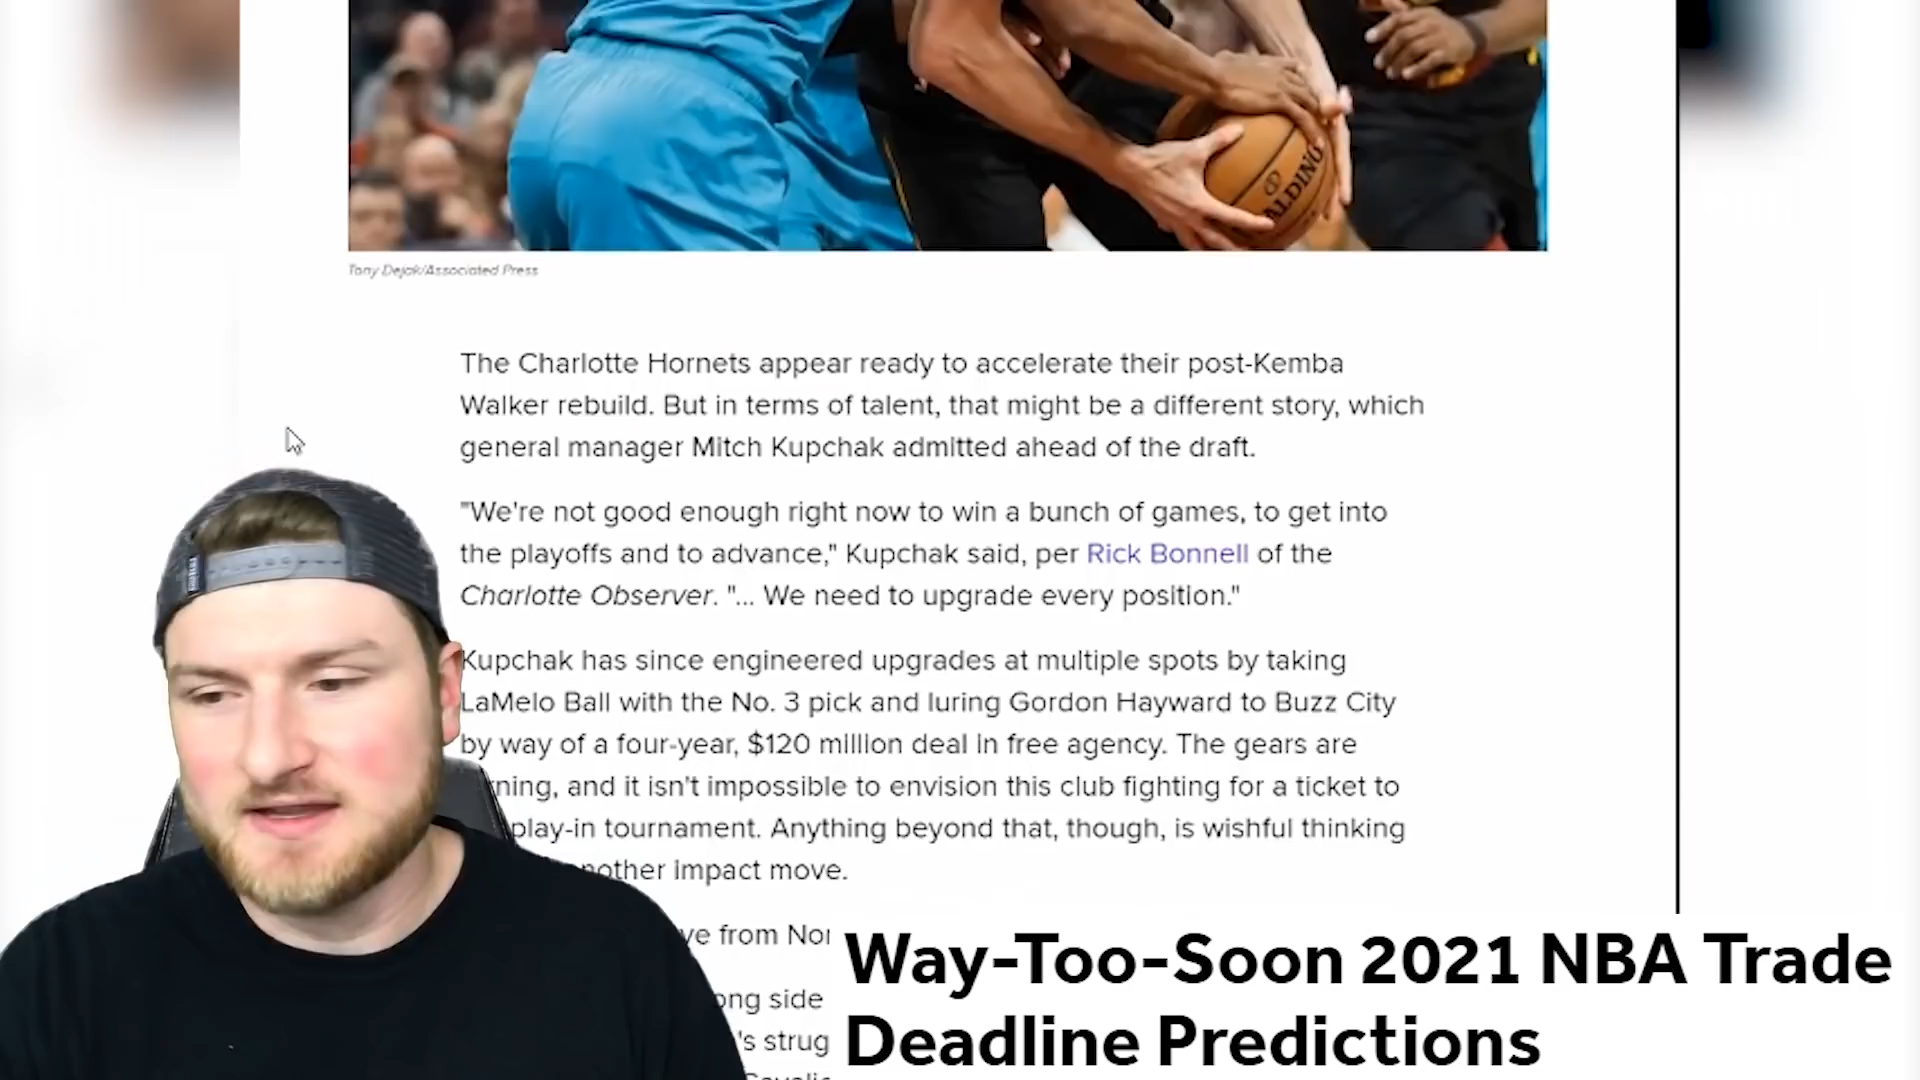 ALDING
Tony Dejak/Associated Press
The Charlotte Hornets appear ready to accelerate their post-Kemba
Walker rebuild. But in terms of talent, that might be a different story, which
general manager Mitch Kupchak admitted ahead of the draft.
"We're not good enough right now to win a bunch of games, to get into
the playoffs and to advance," Kupchak said, per Rick Bonnell of the
Charlotte Observer. "... We need to upgrade every position."
Kupchak has since engineered upgrades at multiple spots by taking
LaMelo Ball with the No. 3 pick and luring Gordon Hayward to Buzz City
by way of a four-year, $120 million deal in free agency. The gears are
rning, and it isn't impossible to envision this club fighting for a ticket to
play-in tournament. Anything beyond that, though, is wishful thinking
nother impact move.
ve from Nor
ong side
's strug
Way-Too-Soon 2021 NBA Trade
Deadline Predictions